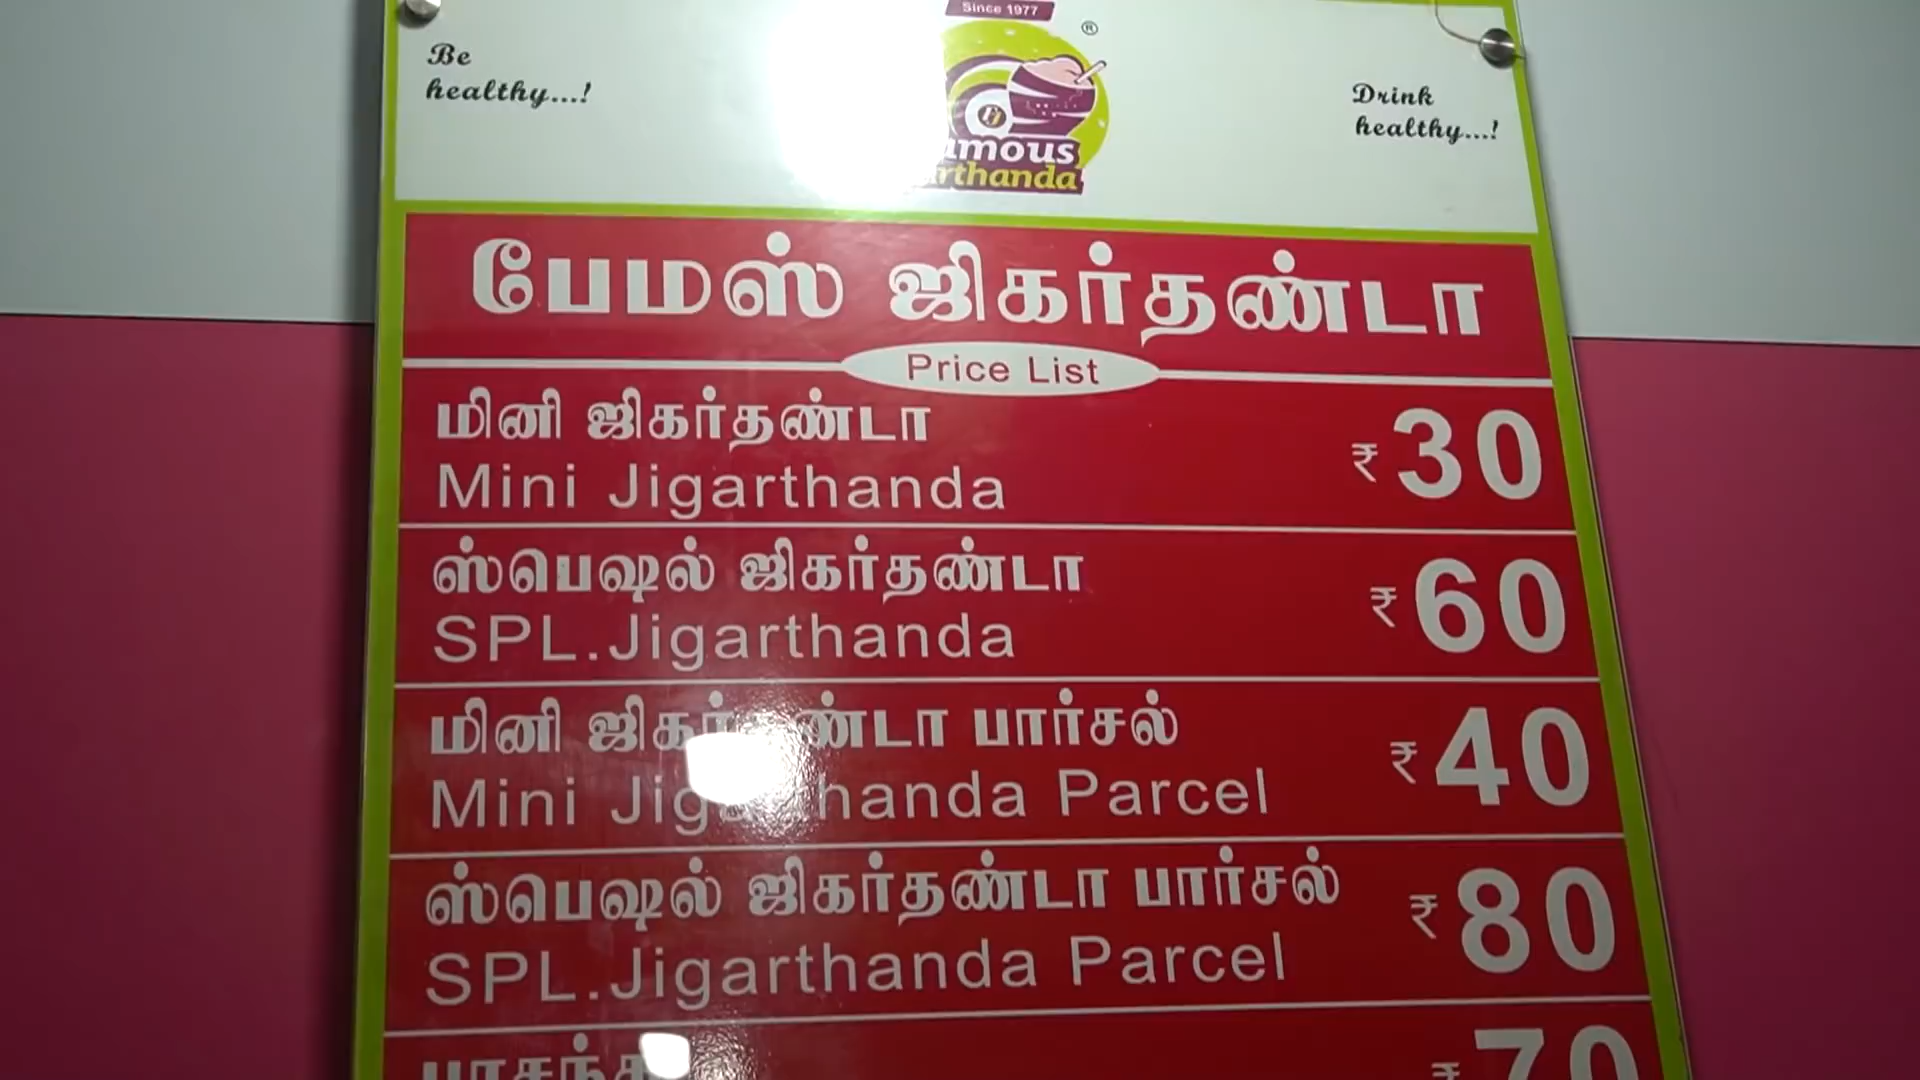 Since 1977
®
Be
healthy...!
Drink
healthy...!
பேமஸ் ஜிகர்தண்டா
Price List
மினி ஜிகர்தண்டா
Mini Jigarthanda
₹ 30
ஸ்பெஷல் ஜிகர்தண்டா
SPL.Jigarthanda
₹ 60
மினி ஜிகர்தண்டா பார்சல்
Mini Jigarthanda Parcel
₹ 40
ஸ்பெஷல் ஜிகர்தண்டா பார்சல்
SPL.Jigarthanda Parcel
₹ 80
₹ 70